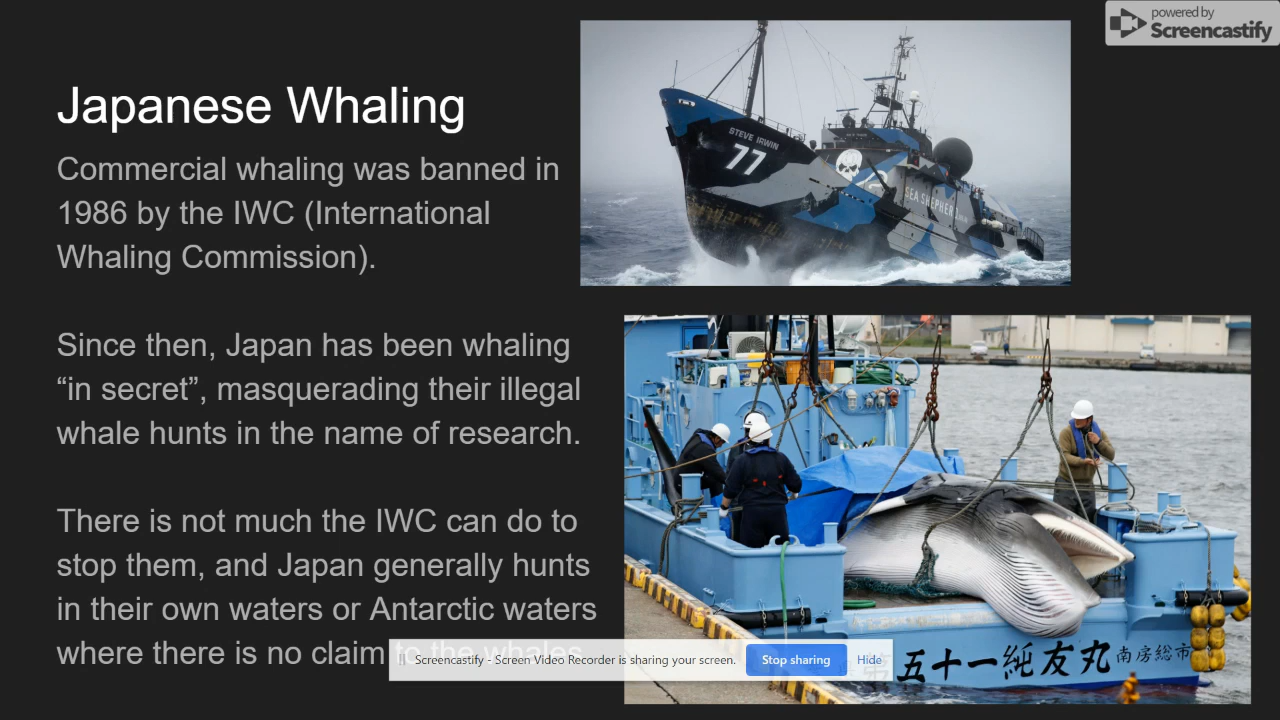 powered by
Screencastify
Japanese Whaling
Commercial whaling was banned in
1986 by the IWC (International
Whaling Commission).
Since then, Japan has been whaling
“in secret”, masquerading their illegal
whale hunts in the name of research.
There is not much the IWC can do to
stop them, and Japan generally hunts
in their own waters or Antarctic waters
where there is no claim to the whales.
STEVE IRWIN
77
SEA SHEPHERD
Screencastify - Screen Video Recorder is sharing your screen.
Stop sharing
Hide
第五十一純友丸
南房総市